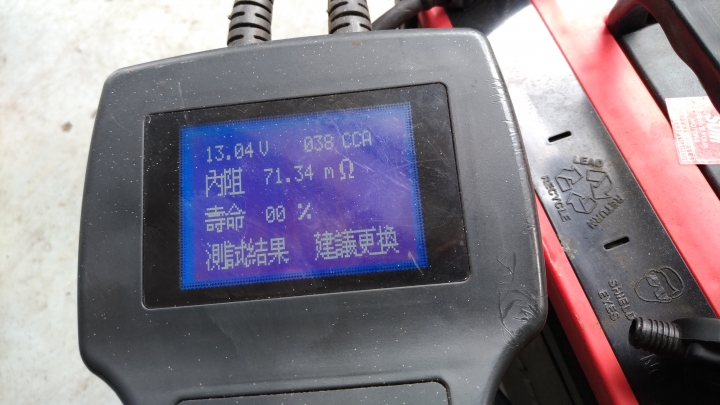 13.04 V 038 CCA
內阻 71.34 mΩ
壽命 00 %
測試結果 建議更換
LEAD
RETURN
RECYCLE
SHIELD
EYES